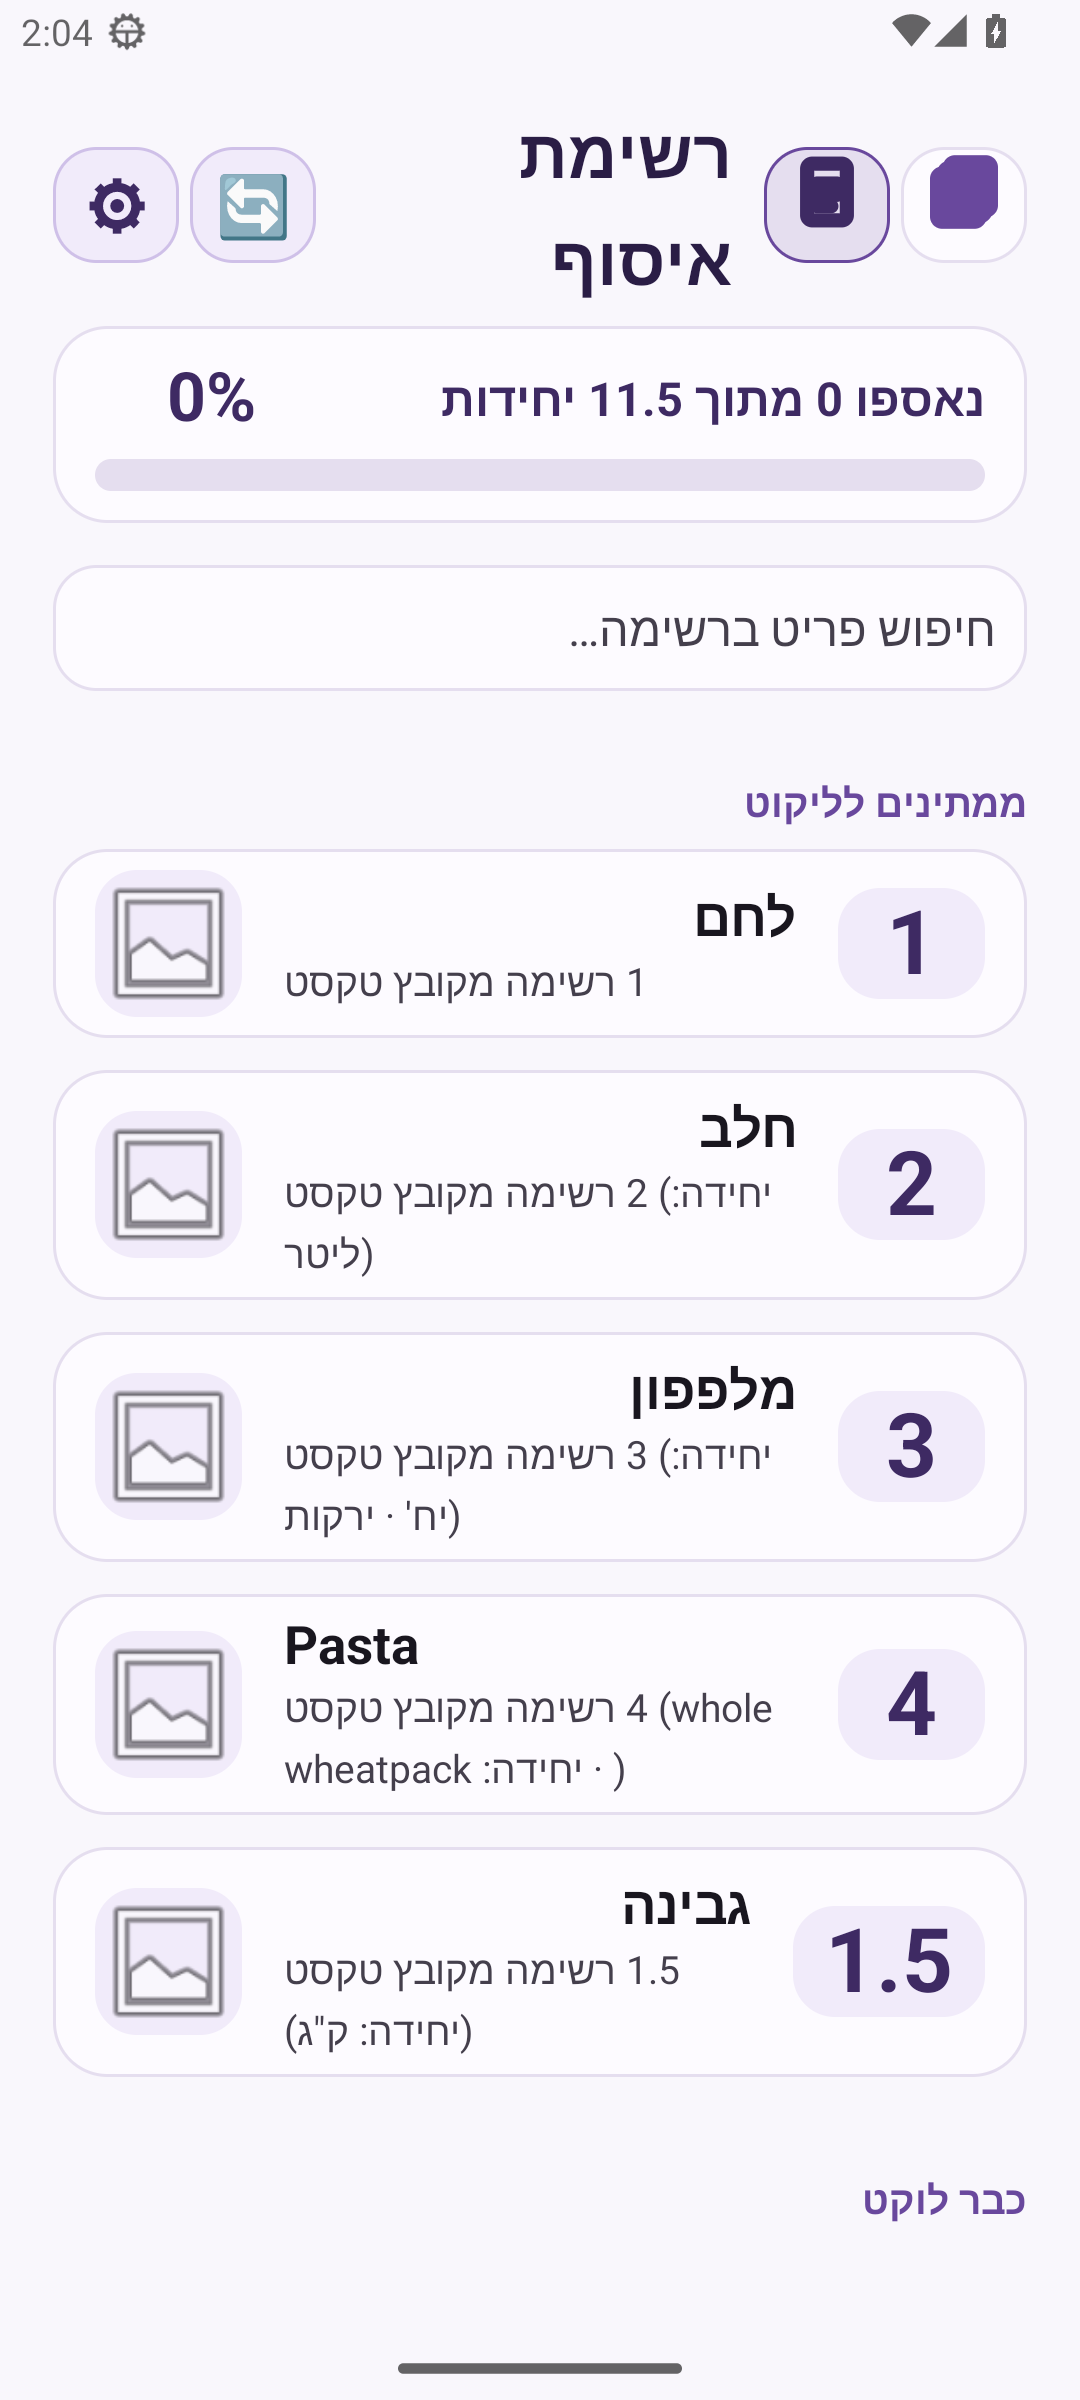 2:04
רשימת
איסוף
נאספו 0 מתוך 11.5 יחידות
0%
חיפוש פריט ברשימה...
ממתינים לליקוט
1
לחם
1 רשימה מקובץ טקסט
2
חלב
2 רשימה מקובץ טקסט (יחידה:
ליטר)
3
מלפפון
3 רשימה מקובץ טקסט (יחידה:
יח' · ירקות)
4
Pasta
4 רשימה מקובץ טקסט (whole
wheat · יחידה: pack)
1.5
גבינה
1.5 רשימה מקובץ טקסט
(יחידה: ק"ג)
כבר לוקט